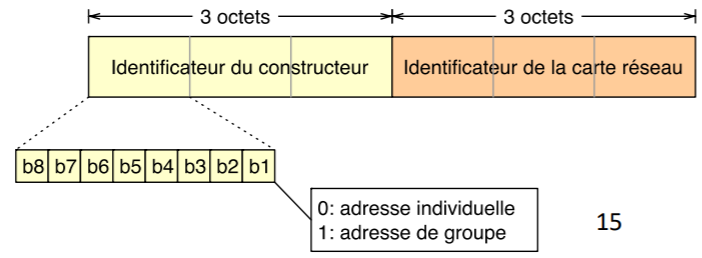 3 octets 3 octets
Identificateur du constructeur Identificateur de la carte réseau
b8 b7 b6 b5 b4 b3 b2 b1
0: adresse individuelle
1: adresse de groupe
15